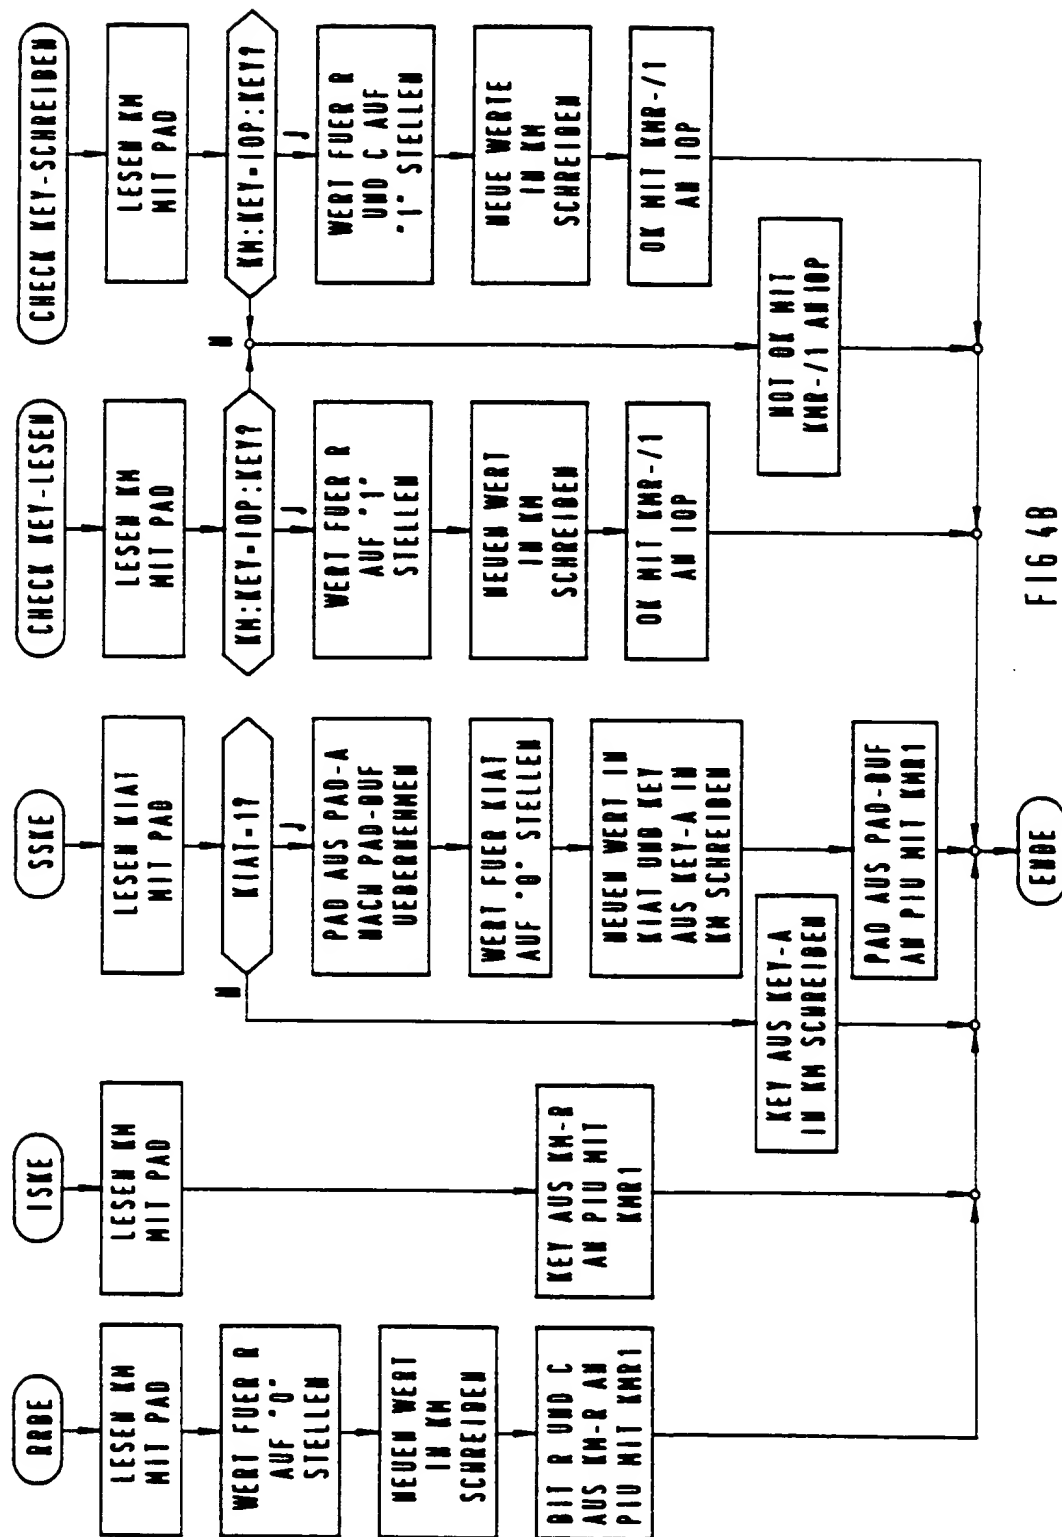 RRBE
LESEN KM
MIT PAD
WERT FUER R
AUF "0"
STELLEN
NEUEN WERT
IN KM
SCHREIBEN
BIT R UND C
AUS KM-R AN
PIU MIT KMR1
ISKE
LESEN KM
MIT PAD
KEY AUS KM-R
AN PIU MIT
KMR1
SSKE
LESEN KIAT
MIT PAD
KIAT=1?
N
J
PAD AUS PAD-A
NACH PAD-BUF
UEBERNEHMEN
WERT FUER KIAT
AUF "0" STELLEN
NEUEN WERT IN
KIAT UND KEY
AUS KEY-A IN
KM SCHREIBEN
KEY AUS KEY-A
IN KM SCHREIBEN
PAD AUS PAD-BUF
AN PIU MIT KMR1
CHECK KEY-LESEN
LESEN KM
MIT PAD
KM:KEY=IOP:KEY?
J
WERT FUER R
AUF "1"
STELLEN
NEUEN WERT
IN KM
SCHREIBEN
OK MIT KMR-/1
AN IOP
N
NOT OK MIT
KMR-/1 AN IOP
CHECK KEY-SCHREIBEN
LESEN KM
MIT PAD
KM:KEY=IOP:KEY?
J
WERT FUER R
UND C AUF
"1" STELLEN
NEUE WERTE
IN KM
SCHREIBEN
OK MIT KMR-/1
AN IOP
ENDE
FIG 4B